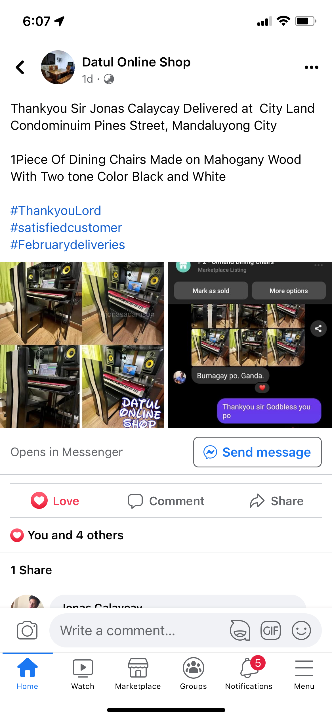 6:07
Datul Online Shop
1d ·
Thankyou Sir Jonas Calaycay Delivered at City Land
Condominuim Pines Street, Mandaluyong City
1Piece Of Dining Chairs Made on Mahogany Wood
With Two tone Color Black and White
#ThankyouLord
#satisfiedcustomer
#Februarydeliveries
Marketplace Listing
Mark as sold
More options
Bumagay po. Ganda.
Thankyou sir Godbless you
po
DATUL
ONLINE
SHOP
Opens in Messenger
Send message
Love
Comment
Share
You and 4 others
1 Share
Jonas Calaycay
Write a comment...
GIF
5
Home
Watch
Marketplace
Groups
Notifications
Menu